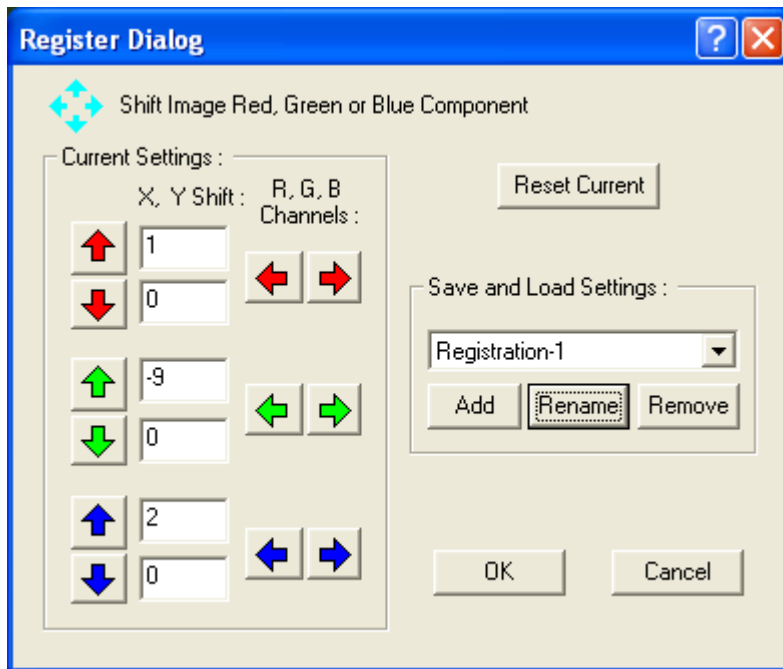 Register Dialog
Shift Image Red, Green or Blue Component
Current Settings :
X, Y Shift :
R, G, B
Channels :
1
0
-9
0
2
0
Reset Current
Save and Load Settings :
Registration-1
Add Rename Remove
OK Cancel